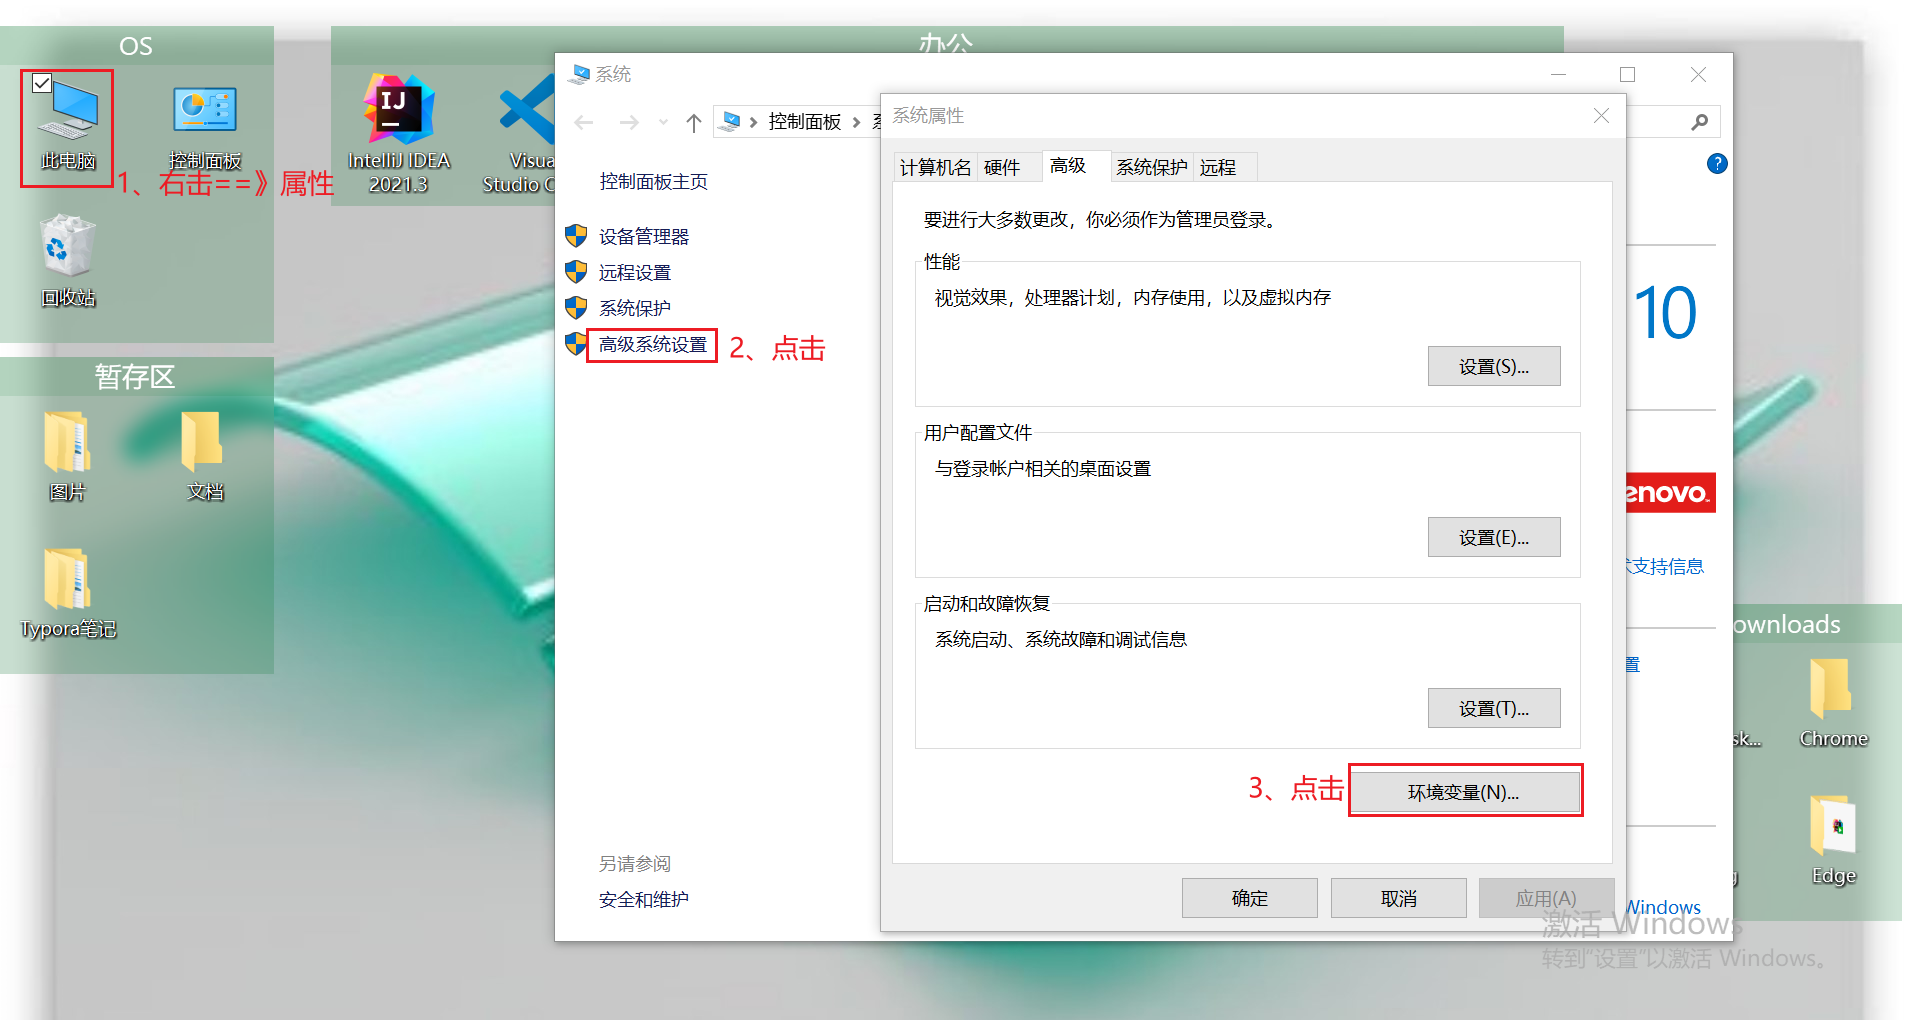 OS
办公
此电脑
控制面板
1、右击==》属性
IntelliJ IDEA
2021.3
Visua
Studio C
回收站
暂存区
图片
文档
Typora笔记
系统
控制面板
控制面板主页
设备管理器
远程设置
系统保护
高级系统设置
2、点击
另请参阅
安全和维护
系统属性
计算机名
硬件
高级
系统保护
远程
要进行大多数更改，你必须作为管理员登录。
性能
视觉效果，处理器计划，内存使用，以及虚拟内存
设置(S)...
用户配置文件
与登录帐户相关的桌面设置
设置(E)...
启动和故障恢复
系统启动、系统故障和调试信息
设置(T)...
3、点击
环境变量(N)...
确定
取消
应用(A)
10
enovo
支持信息
置
Windows
激活 Windows
转到"设置"以激活 Windows。
ownloads
sk...
Chrome
Edge